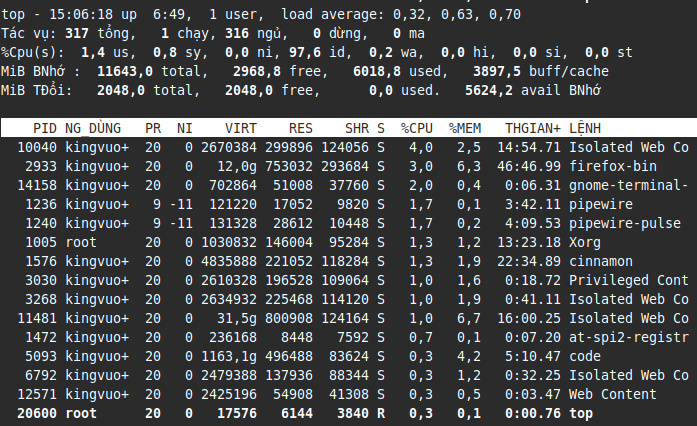 top - 15:06:18 up  6:49,  1 user,  load average: 0,32, 0,63, 0,70
Tác vụ: 317 tổng,   1 chạy, 316 ngủ,   0 dừng,   0 ma
%Cpu(s):  1,4 us,  0,8 sy,  0,0 ni, 97,6 id,  0,2 wa,  0,0 hi,  0,0 si,  0,0 st
MiB BNhớ :  11643,0 total,   2968,8 free,   6018,8 used,   3897,5 buff/cache
MiB TĐổi:   2048,0 total,   2048,0 free,      0,0 used.   5624,2 avail BNhớ
PID NG_DÙNG   PR  NI    VIRT    RES    SHR S  %CPU  %MEM   THGIAN+ LỆNH
10040 kingvuo+  20   0 2670384 299896 124056 S   4,0   2,5  14:54.71 Isolated Web Co
2933 kingvuo+  20   0   12,0g 753032 293684 S   3,0   6,3  46:46.99 firefox-bin
14158 kingvuo+  20   0  702864  51008  37760 S   2,0   0,4   0:06.31 gnome-terminal-
1236 kingvuo+   9 -11  121220  17052   9820 S   1,7   0,1   3:42.11 pipewire
1240 kingvuo+   9 -11  131328  28612  10448 S   1,7   0,2   4:09.53 pipewire-pulse
1005 root      20   0 1030832 146004  95284 S   1,3   1,2  13:23.18 Xorg
1576 kingvuo+  20   0 4835888 221052 118284 S   1,3   1,9  22:34.89 cinnamon
3030 kingvuo+  20   0 2610328 196528 109064 S   1,0   1,6   0:18.72 Privileged Cont
3268 kingvuo+  20   0 2634932 225468 114120 S   1,0   1,9   0:41.11 Isolated Web Co
11481 kingvuo+  20   0   31,5g 800908 124164 S   1,0   6,7  16:00.25 Isolated Web Co
1472 kingvuo+  20   0  236168   8448   7592 S   0,7   0,1   0:07.20 at-spi2-registr
5093 kingvuo+  20   0 1163,1g 496488  83624 S   0,3   4,2   5:10.47 code
6792 kingvuo+  20   0 2479388 137936  88344 S   0,3   1,2   0:32.25 Isolated Web Co
12571 kingvuo+  20   0 2425196  54908  41308 S   0,3   0,5   0:03.47 Web Content
20600 root      20   0   17576   6144   3840 R   0,3   0,1   0:00.76 top